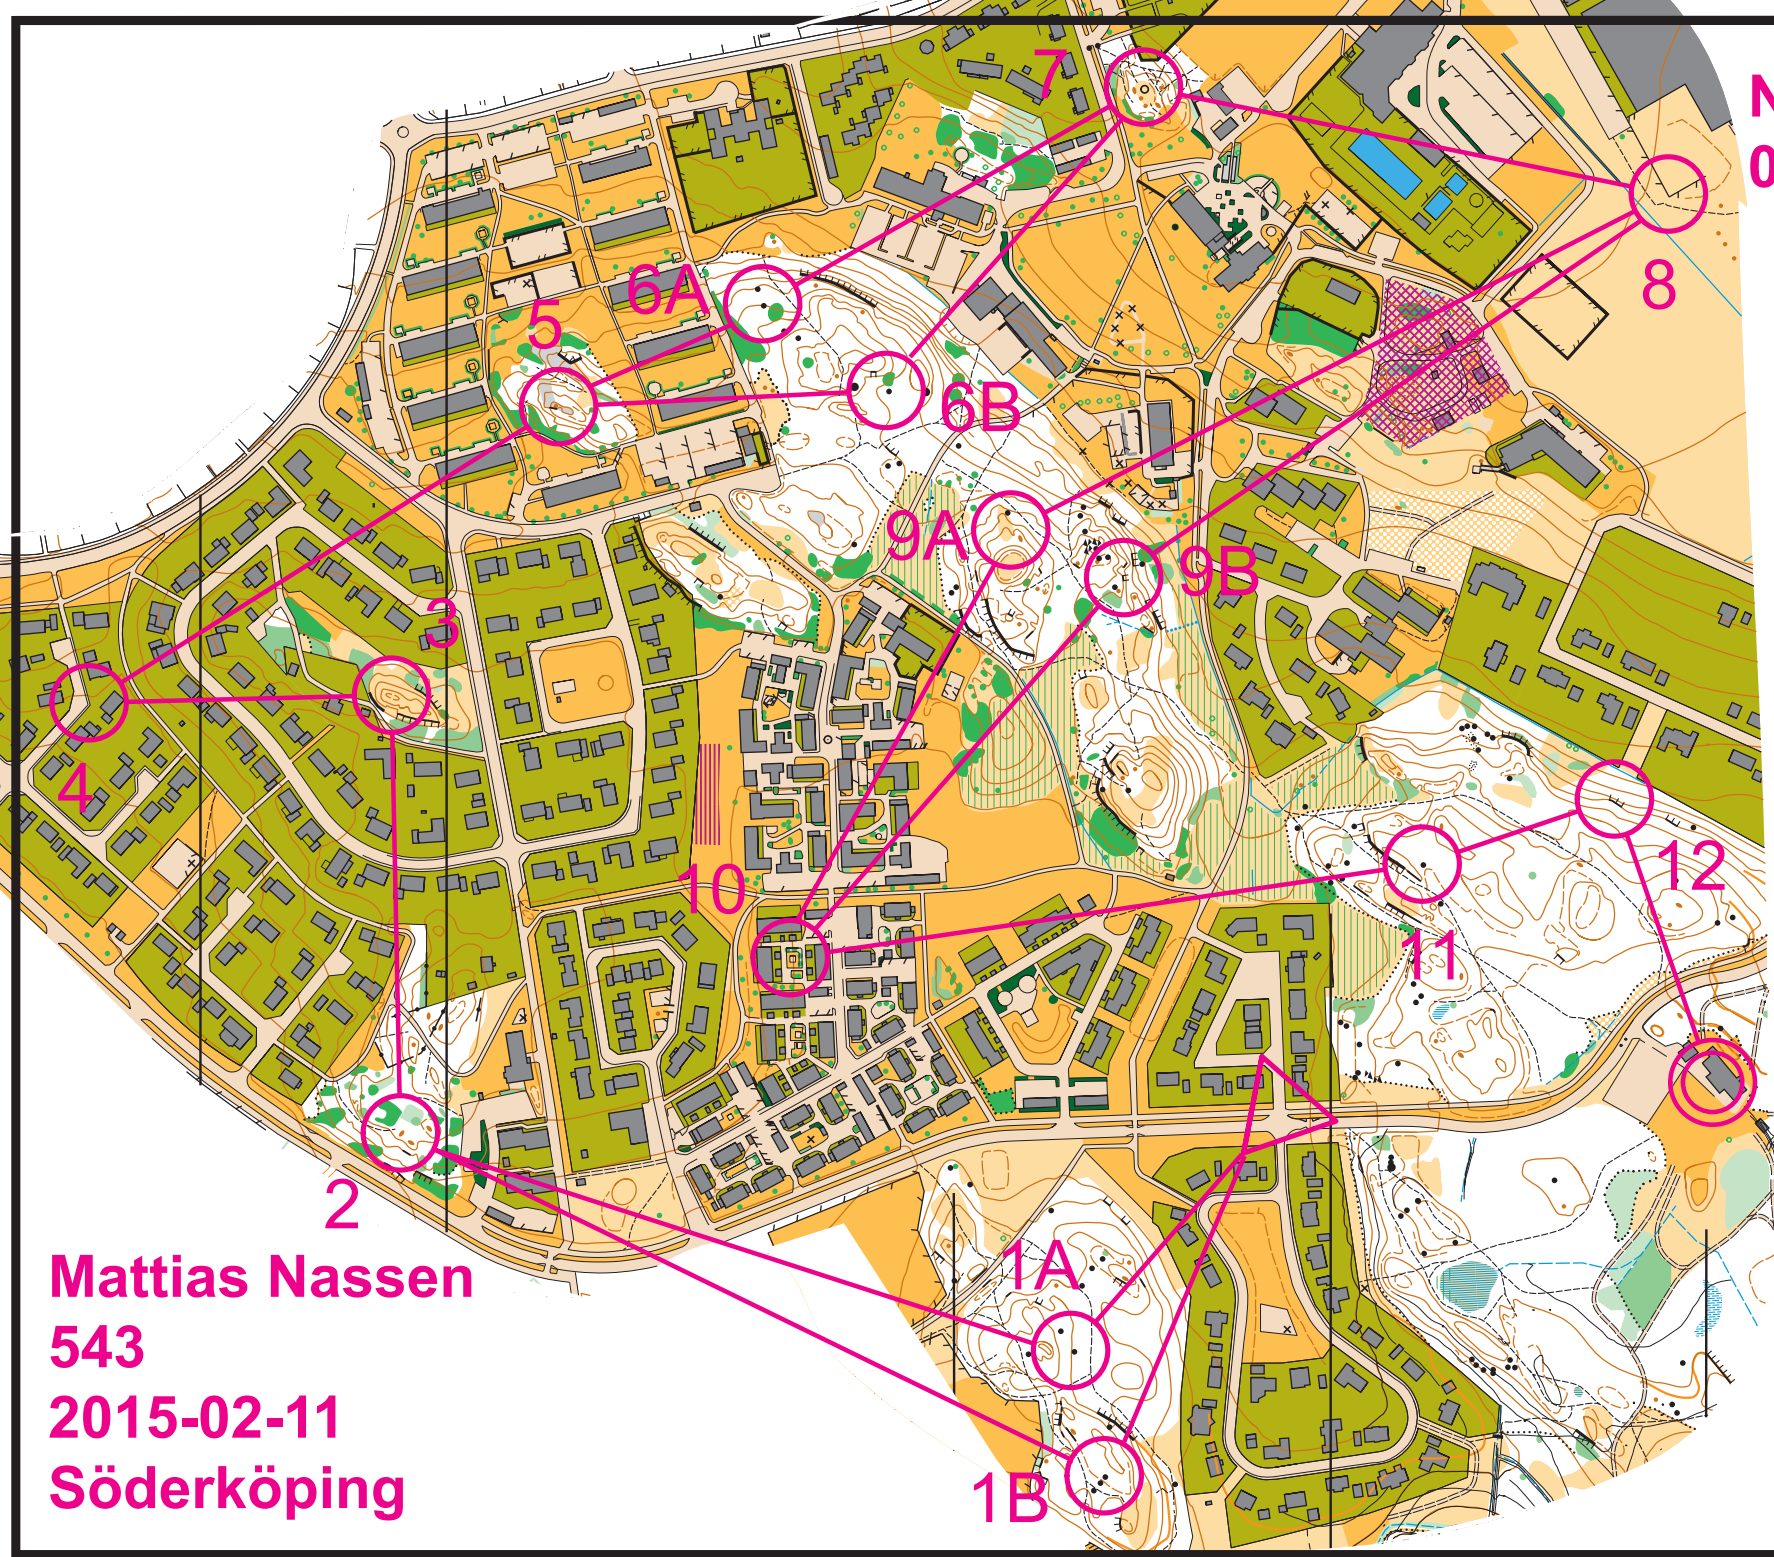 7
N
0
8
6A
5
6B
9A
9B
3
4
10
12
11
2
1A
1B
Mattias Nassen
543
2015-02-11
Söderköping